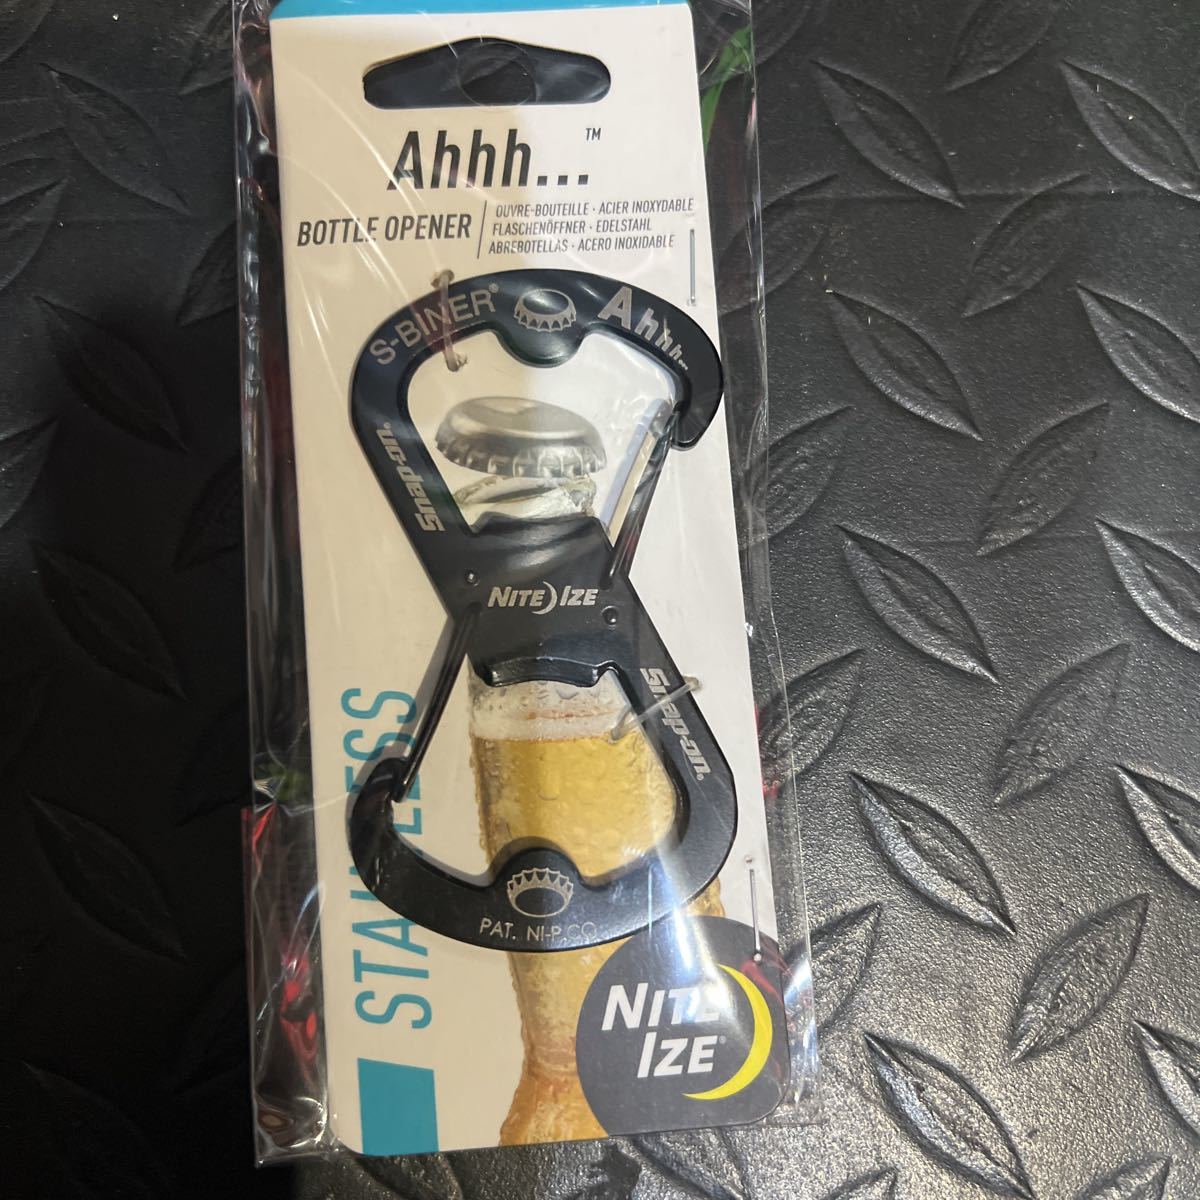 Ahhh...™
BOTTLE OPENER
OUVRE-BOUTEILLE · ACIER INOXYDABLE
FLASCHENÖFFNER · EDELSTAHL
ABREBOTELLAS · ACERO INOXIDABLE
S-BINER®
Ahhh...
Snap-on®
NITE IZE
Snap-on®
PAT. NI-P.CO.
STAINLESS
NITE
IZE®